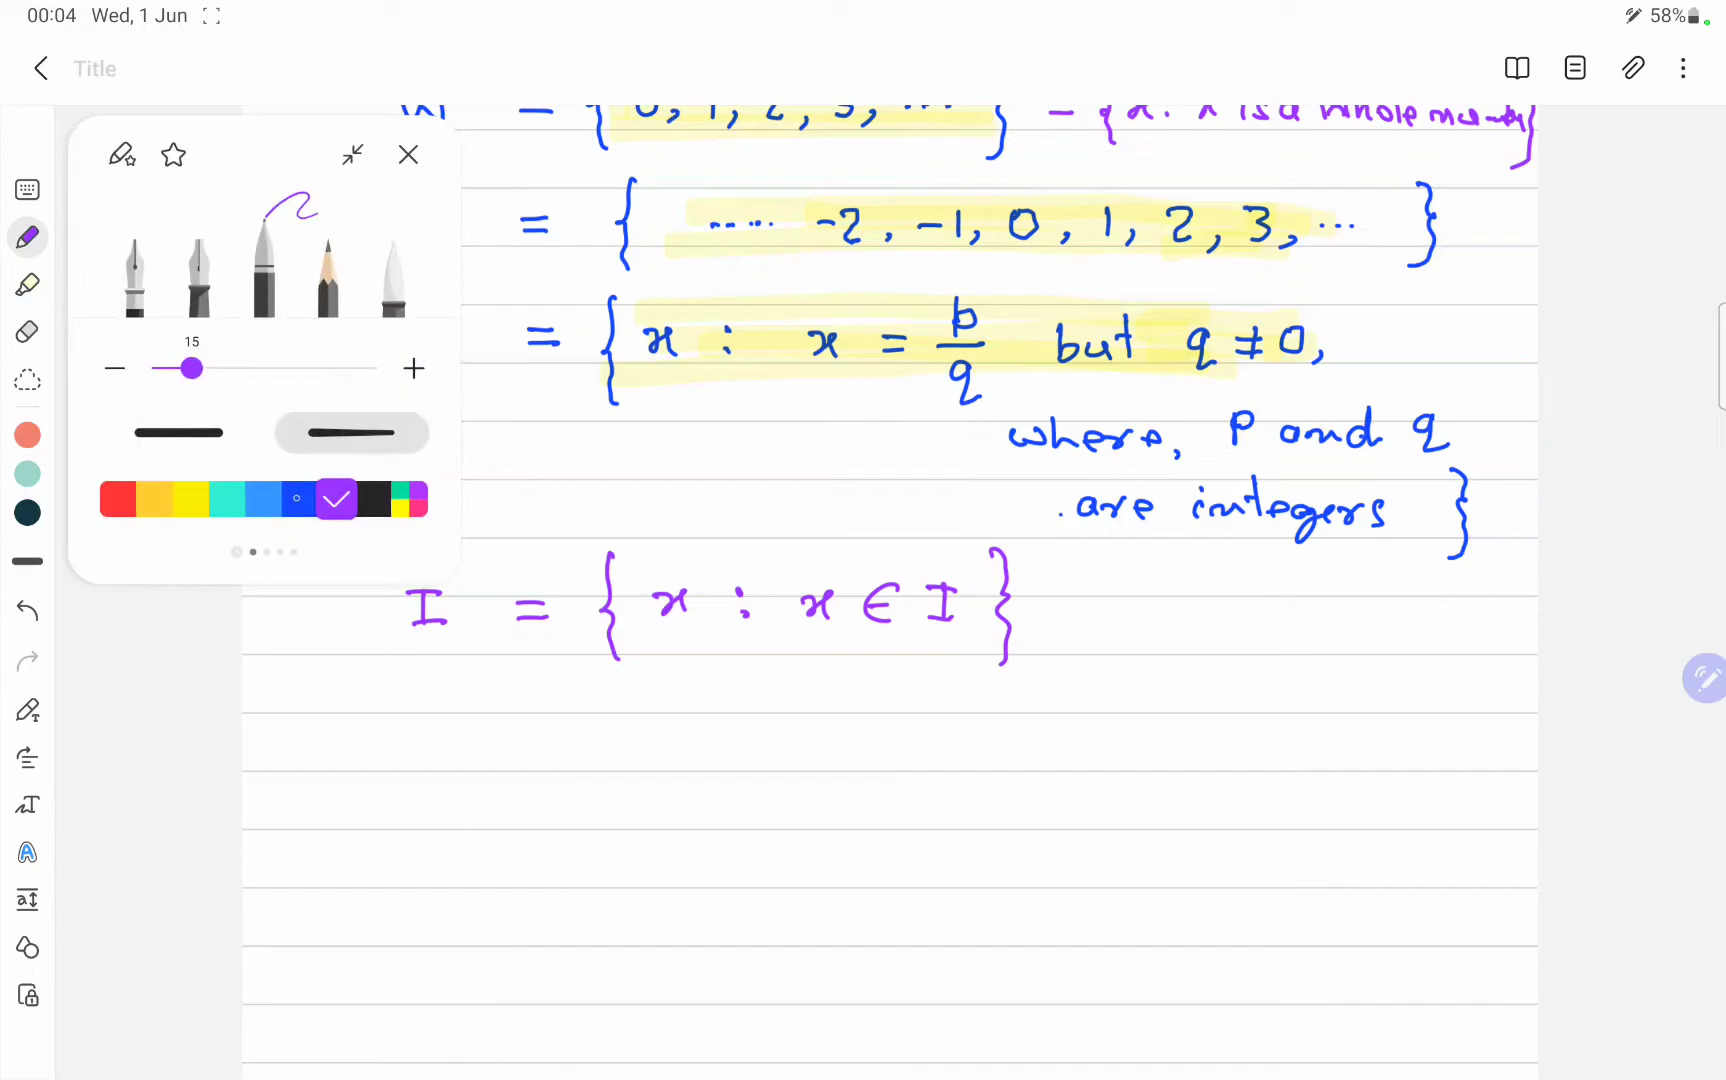 00:04 Wed, 1 Jun 58%
Title
= { 0, 1, 2, 3, ... } = { x : x is a whole
= { ..... -2, -1, 0, 1, 2, 3, ... }
= { x : x = p/q but q ≠ 0,
15
where, P and q
are integers }
I = { x : x ∈ I }